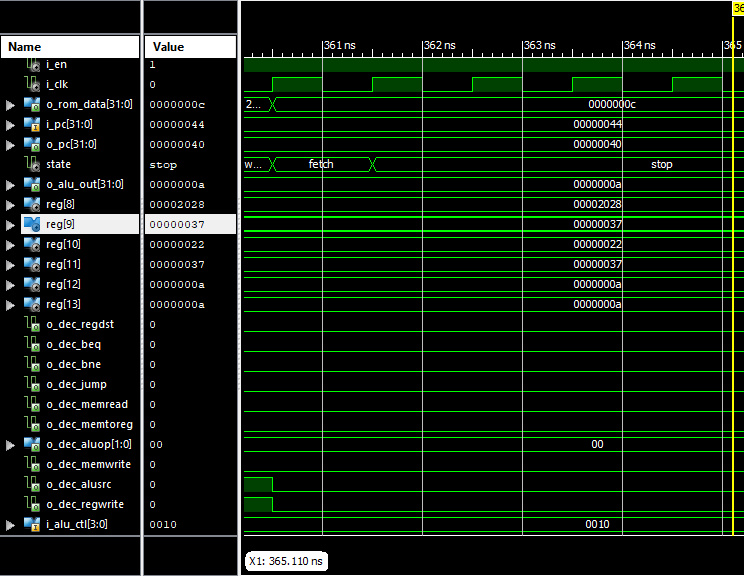 36
361 ns 362 ns 363 ns 364 ns 365
Name Value
i_en 1
i_clk 0
o_rom_data[31:0] 0000000c 2... 0000000c
i_pc[31:0] 00000044 00000044
o_pc[31:0] 00000040 00000040
state stop w... fetch stop
o_alu_out[31:0] 0000000a 0000000a
reg[8] 00002028 00002028
reg[9] 00000037 00000037
reg[10] 00000022 00000022
reg[11] 00000037 00000037
reg[12] 0000000a 0000000a
reg[13] 0000000a 0000000a
o_dec_regdst 0
o_dec_beq 0
o_dec_bne 0
o_dec_jump 0
o_dec_memread 0
o_dec_memtoreg 0
o_dec_aluop[1:0] 00 00
o_dec_memwrite 0
o_dec_alusrc 0
o_dec_regwrite 0
i_alu_ctl[3:0] 0010 0010
X1: 365.110 ns